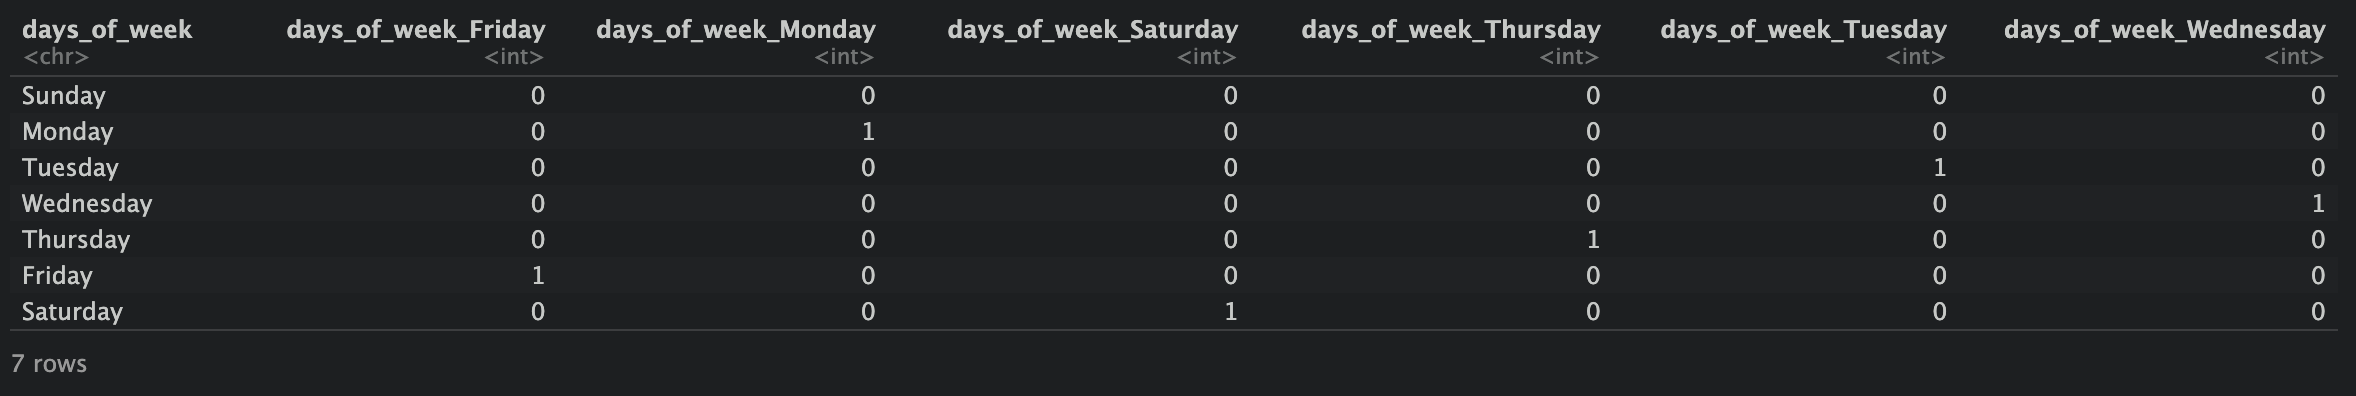 days_of_week days_of_week_Friday days_of_week_Monday days_of_week_Saturday days_of_week_Thursday days_of_week_Tuesday days_of_week_Wednesday
<chr> <int> <int> <int> <int> <int> <int>
Sunday 0 0 0 0 0 0
Monday 0 1 0 0 0 0
Tuesday 0 0 0 0 1 0
Wednesday 0 0 0 0 0 1
Thursday 0 0 0 1 0 0
Friday 1 0 0 0 0 0
Saturday 0 0 1 0 0 0
7 rows